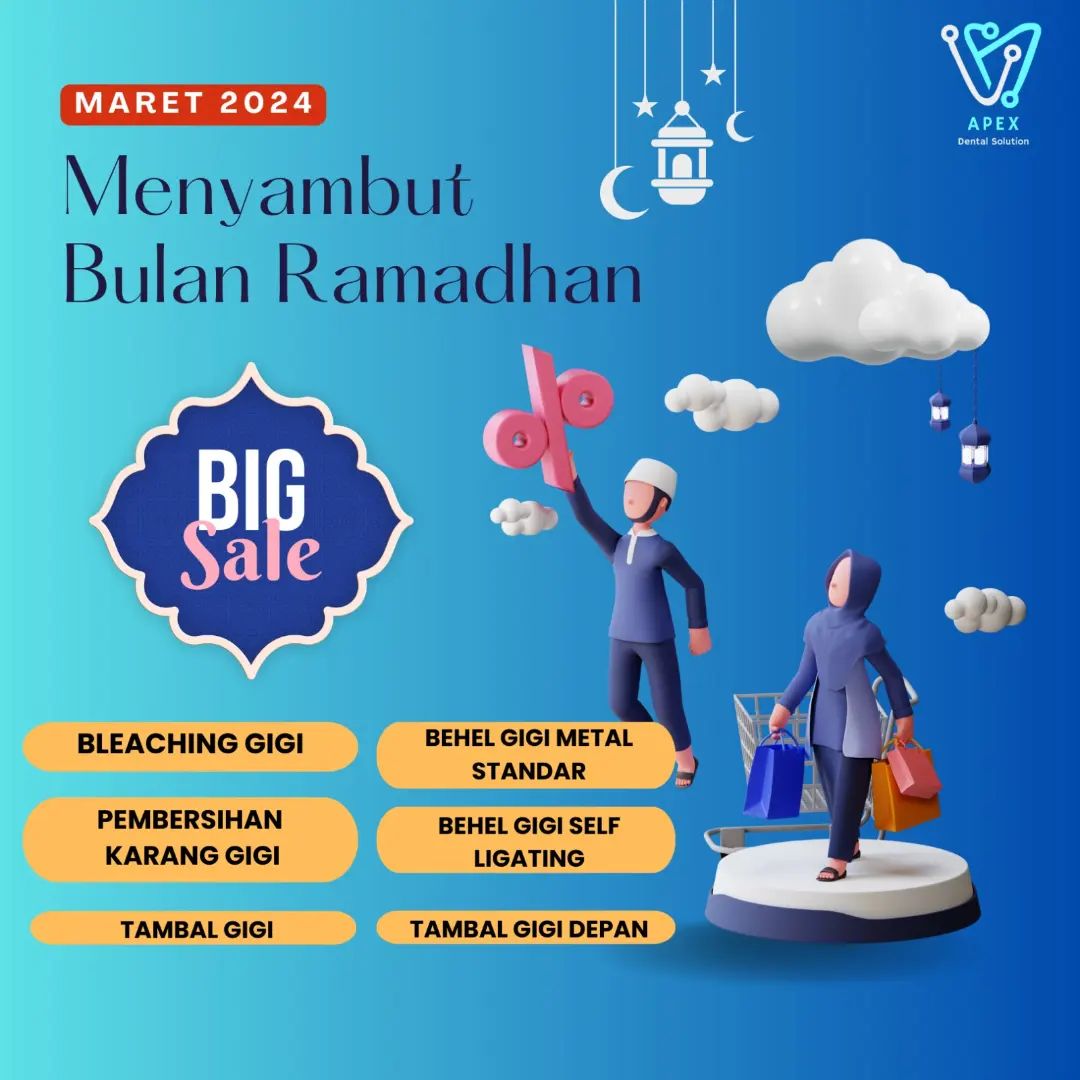 MARET 2024
APEX
Dental Solution
Menyambut
Bulan Ramadhan
BIG
Sale
BLEACHING GIGI
BEHEL GIGI METAL
STANDAR
PEMBERSIHAN
KARANG GIGI
BEHEL GIGI SELF
LIGATING
TAMBAL GIGI
TAMBAL GIGI DEPAN